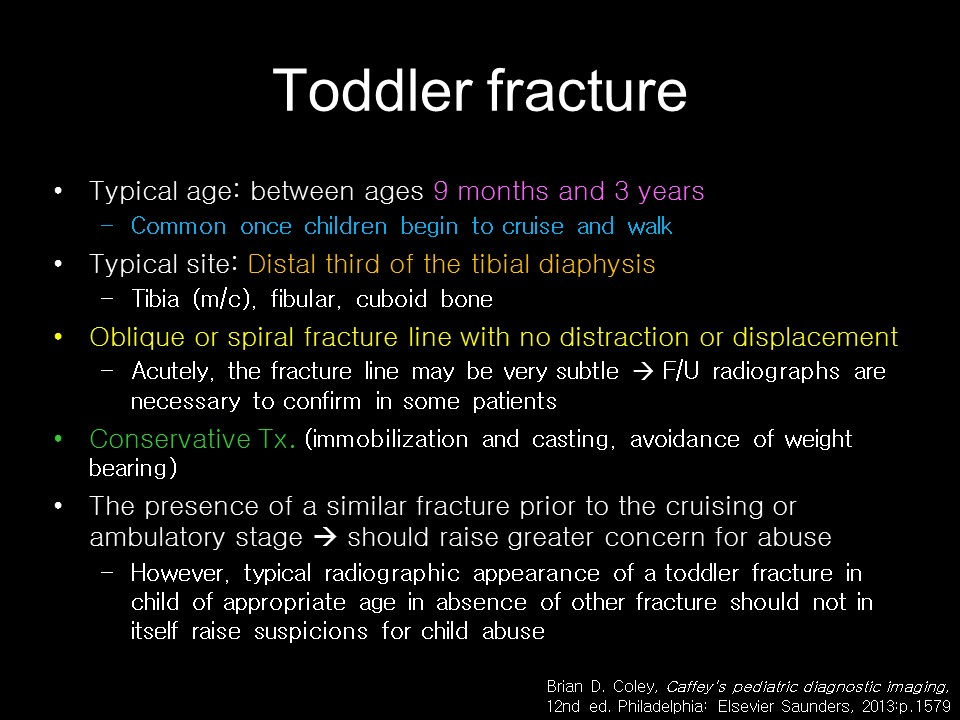 Toddler fracture
• Typical age: between ages 9 months and 3 years
– Common once children begin to cruise and walk
• Typical site: Distal third of the tibial diaphysis
– Tibia (m/c), fibular, cuboid bone
• Oblique or spiral fracture line with no distraction or displacement
– Acutely, the fracture line may be very subtle → F/U radiographs are
necessary to confirm in some patients
• Conservative Tx. (immobilization and casting, avoidance of weight
bearing)
• The presence of a similar fracture prior to the cruising or
ambulatory stage → should raise greater concern for abuse
– However, typical radiographic appearance of a toddler fracture in
child of appropriate age in absence of other fracture should not in
itself raise suspicions for child abuse
Brian D. Coley, Caffey's pediatric diagnostic imaging,
12nd ed. Philadelphia: Elsevier Saunders, 2013:p.1579